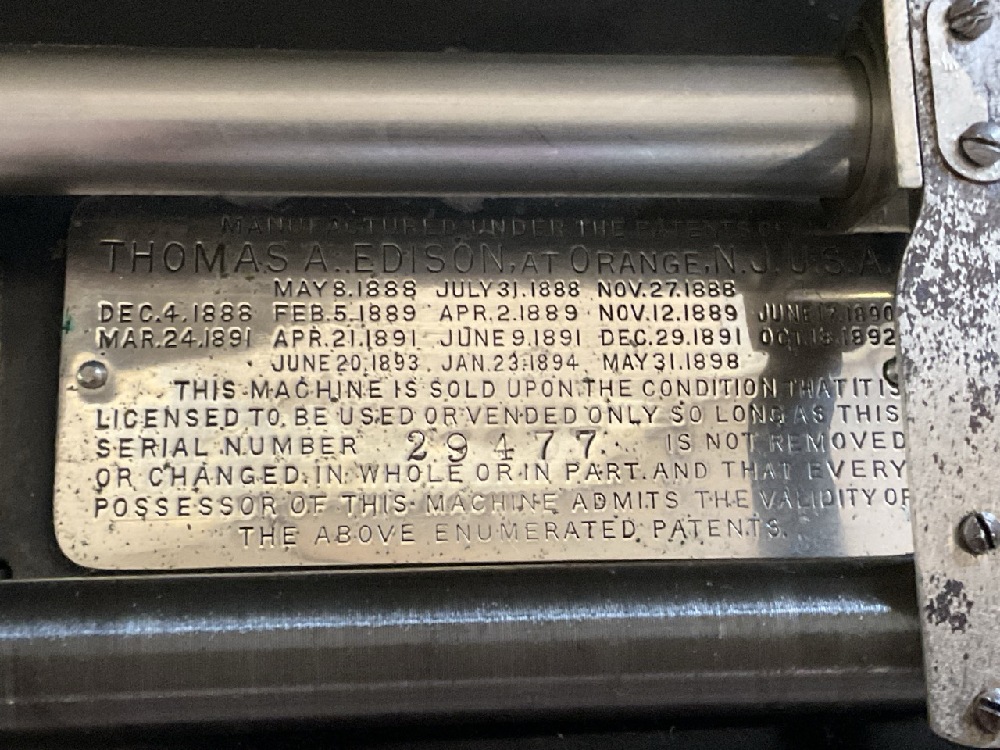 MANUFACTURED UNDER THE PATENTS OF
THOMAS A. EDISON, AT ORANGE, N.J. U.S.A.
MAY 8.1888 JULY 31.1888 NOV.27.1888
DEC.4.1888 FEB.5.1889 APR.2.1889 NOV.12.1889 JUNE 17.1890
MAR.24.1891 APR.21.1891 JUNE 9.1891 DEC.29.1891 OCT.18.1892
JUNE 20.1893. JAN.23.1894. MAY 31.1898
THIS MACHINE IS SOLD UPON THE CONDITION THAT IT IS
LICENSED TO BE USED OR VENDED ONLY SO LONG AS THIS
SERIAL NUMBER 29477 IS NOT REMOVED
OR CHANGED IN WHOLE OR IN PART AND THAT EVERY
POSSESSOR OF THIS MACHINE ADMITS THE VALIDITY OF
THE ABOVE ENUMERATED PATENTS.